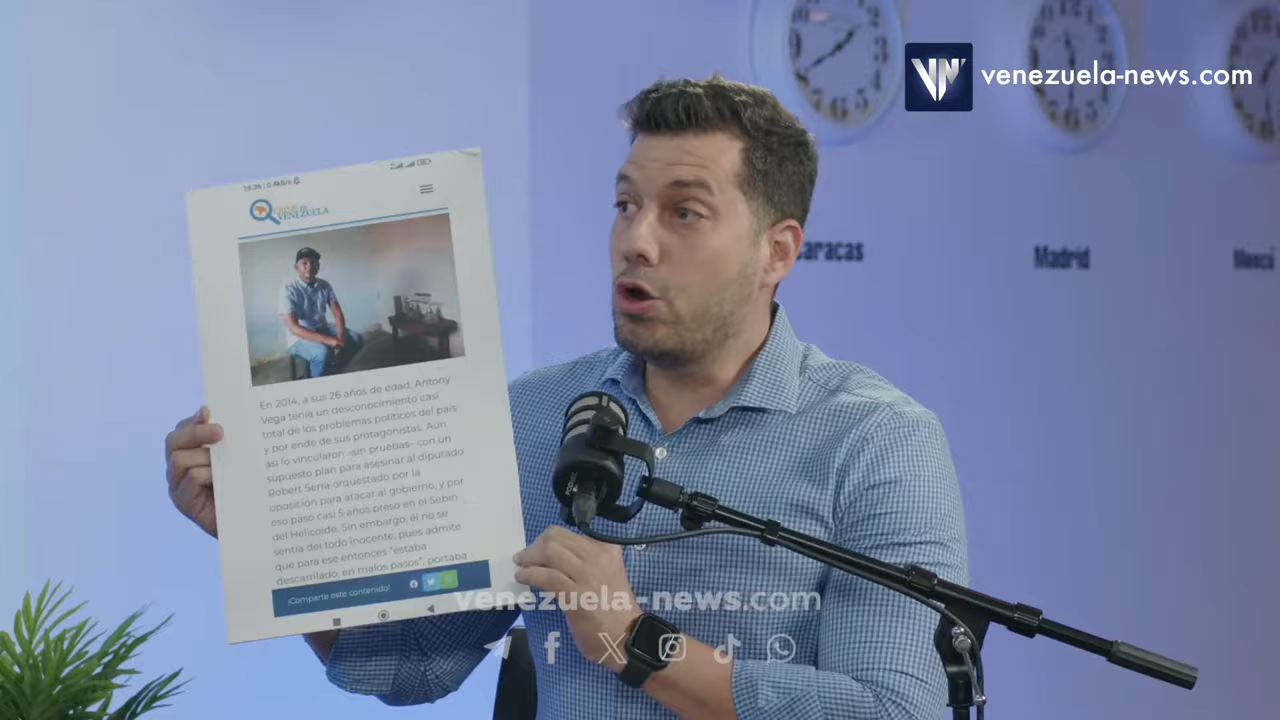 VN
venezuela-news.com
Caracas
Madrid
Moscú
VENEZUELA
En 2014, a sus 26 años de edad, Antony
Vega tenía un desconocimiento casi
total de los problemas políticos del país
y por ende de sus protagonistas. Aun
así lo vincularon -sin pruebas- con un
supuesto plan para asesinar al diputado
Robert Serra orquestado por la
oposición para atacar al gobierno, y por
eso pasó casi 5 años preso en el Sebin
del Helicoide. Sin embargo, él no se
sentía del todo inocente, pues admite
que para ese entonces "estaba
descarrilado, en malos pasos", portaba
¡Comparte este contenido!
venezuela-news.com